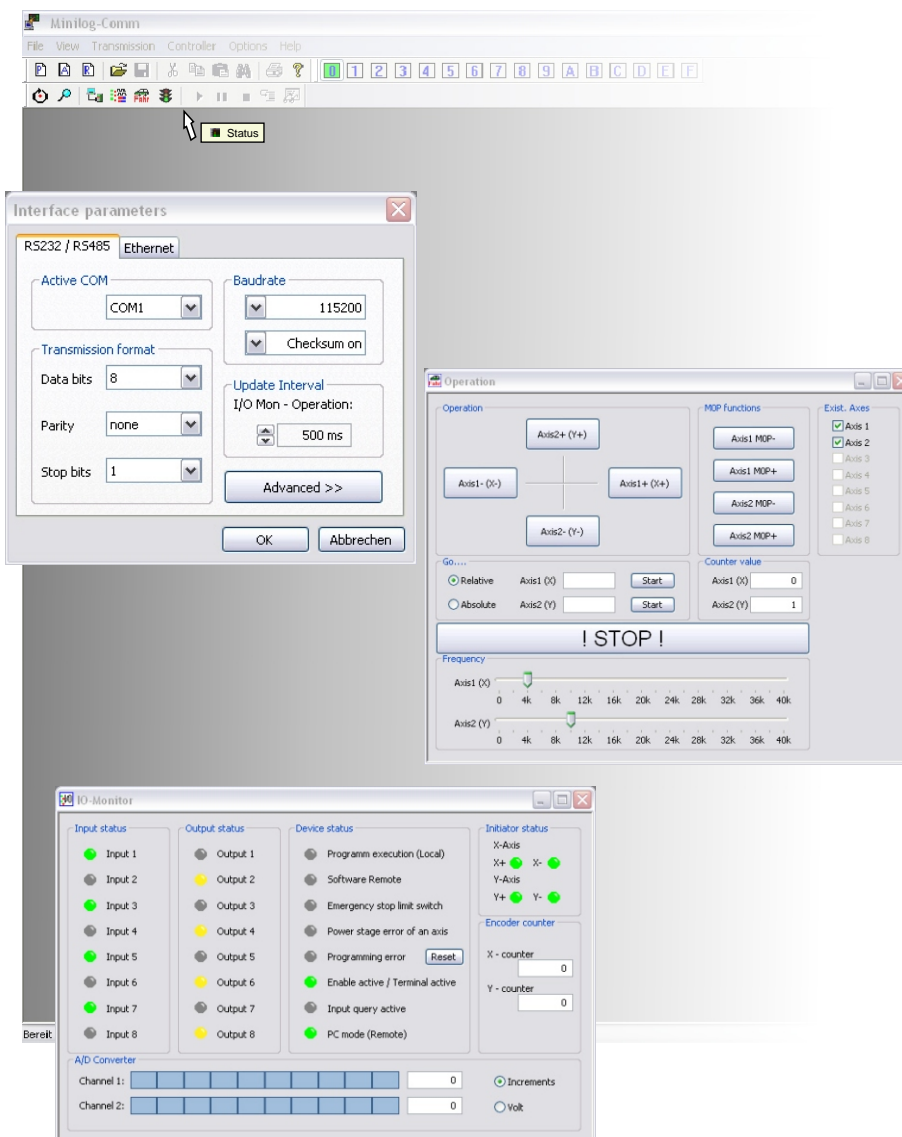 Minilog-Comm
File View Transmission Controller Options Help
P A R 0 1 2 3 4 5 6 7 8 9 A B C D E F
Status
Interface parameters
RS232 / RS485 Ethernet
Active COM
COM1
Baudrate
115200
Checksum on
Transmission format
Data bits 8
Parity none
Stop bits 1
Update Interval
I/O Mon - Operation:
500 ms
Advanced >>
OK Abbrechen
Operation
Operation
Axis2+ (Y+)
Axis1- (X-) Axis1+ (X+)
Axis2- (Y-)
MOP functions
Axis1 MOP-
Axis1 MOP+
Axis2 MOP-
Axis2 MOP+
Exist. Axes
Axis 1
Axis 2
Axis 3
Axis 4
Axis 5
Axis 6
Axis 7
Axis 8
Go....
Relative Axis1 (X) Start
Absolute Axis2 (Y) Start
Counter value
Axis1 (X) 0
Axis2 (Y) 1
! STOP !
Frequency
Axis1 (X)
0 4k 8k 12k 16k 20k 24k 28k 32k 36k 40k
Axis2 (Y)
0 4k 8k 12k 16k 20k 24k 28k 32k 36k 40k
IO-Monitor
Input status
Input 1
Input 2
Input 3
Input 4
Input 5
Input 6
Input 7
Input 8
Output status
Output 1
Output 2
Output 3
Output 4
Output 5
Output 6
Output 7
Output 8
Device status
Programm execution (Local)
Software Remote
Emergency stop limit switch
Power stage error of an axis
Programming error Reset
Enable active / Terminal active
Input query active
PC mode (Remote)
Initiator status
X-Axis
X+ X-
Y-Axis
Y+ Y-
Encoder counter
X - counter
0
Y - counter
0
Bereit
A/D Converter
Channel 1: 0
Channel 2: 0
Increments
Volt